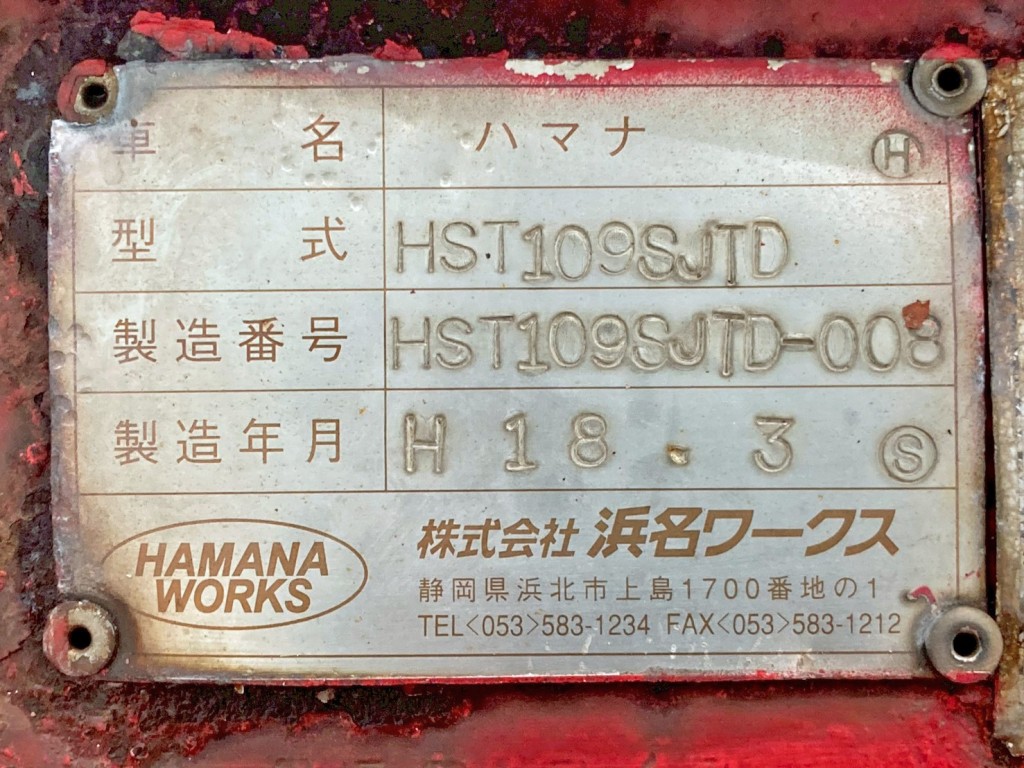 車名 ハマナ Ⓗ
型式 HST109SJTD
製造番号 HST109SJTD-008
製造年月 H 18.3 Ⓢ
HAMANA
WORKS
株式会社 浜名ワークス
静岡県浜北市上島1700番地の1
TEL<053>583-1234 FAX<053>583-1212